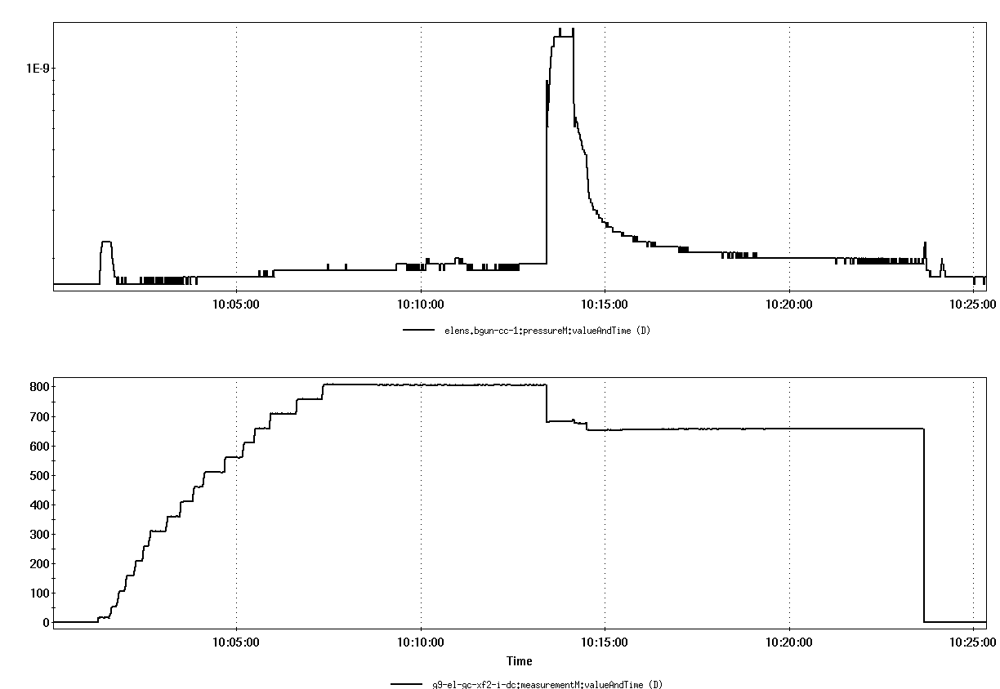 1E-9
10:05:00 10:10:00 10:15:00 10:20:00 10:25:00
elens.bgun-cc-1:pressureM:valueAndTime (D)
800
700
600
500
400
300
200
100
0
10:05:00 10:10:00 10:15:00 10:20:00 10:25:00
Time
g9-el-gc-xf2-i-dc:measurementM:valueAndTime (D)